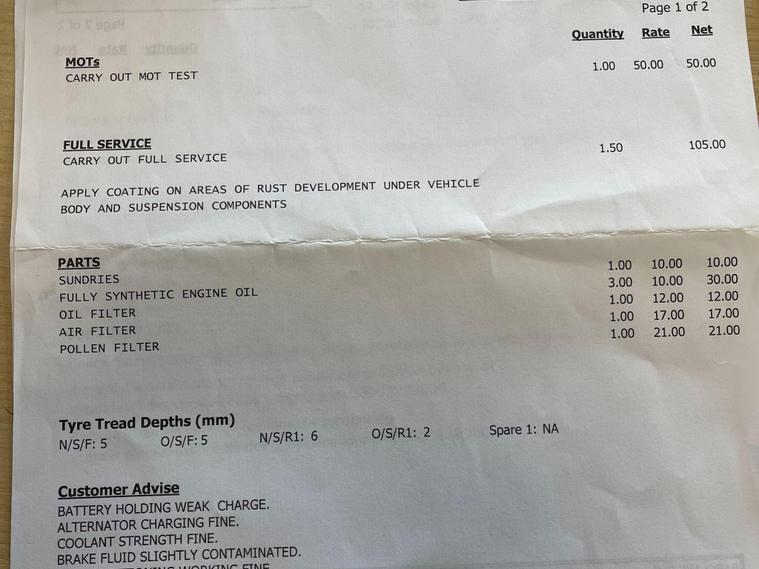 Page 1 of 2
Quantity Rate Net
MOTs
CARRY OUT MOT TEST 1.00 50.00 50.00
FULL SERVICE
CARRY OUT FULL SERVICE 1.50 105.00
APPLY COATING ON AREAS OF RUST DEVELOPMENT UNDER VEHICLE
BODY AND SUSPENSION COMPONENTS
PARTS
SUNDRIES 1.00 10.00 10.00
FULLY SYNTHETIC ENGINE OIL 3.00 10.00 30.00
OIL FILTER 1.00 12.00 12.00
AIR FILTER 1.00 17.00 17.00
POLLEN FILTER 1.00 21.00 21.00
Tyre Tread Depths (mm)
N/S/F: 5 O/S/F: 5 N/S/R1: 6 O/S/R1: 2 Spare 1: NA
Customer Advise
BATTERY HOLDING WEAK CHARGE.
ALTERNATOR CHARGING FINE.
COOLANT STRENGTH FINE.
BRAKE FLUID SLIGHTLY CONTAMINATED.
WORKING FINE